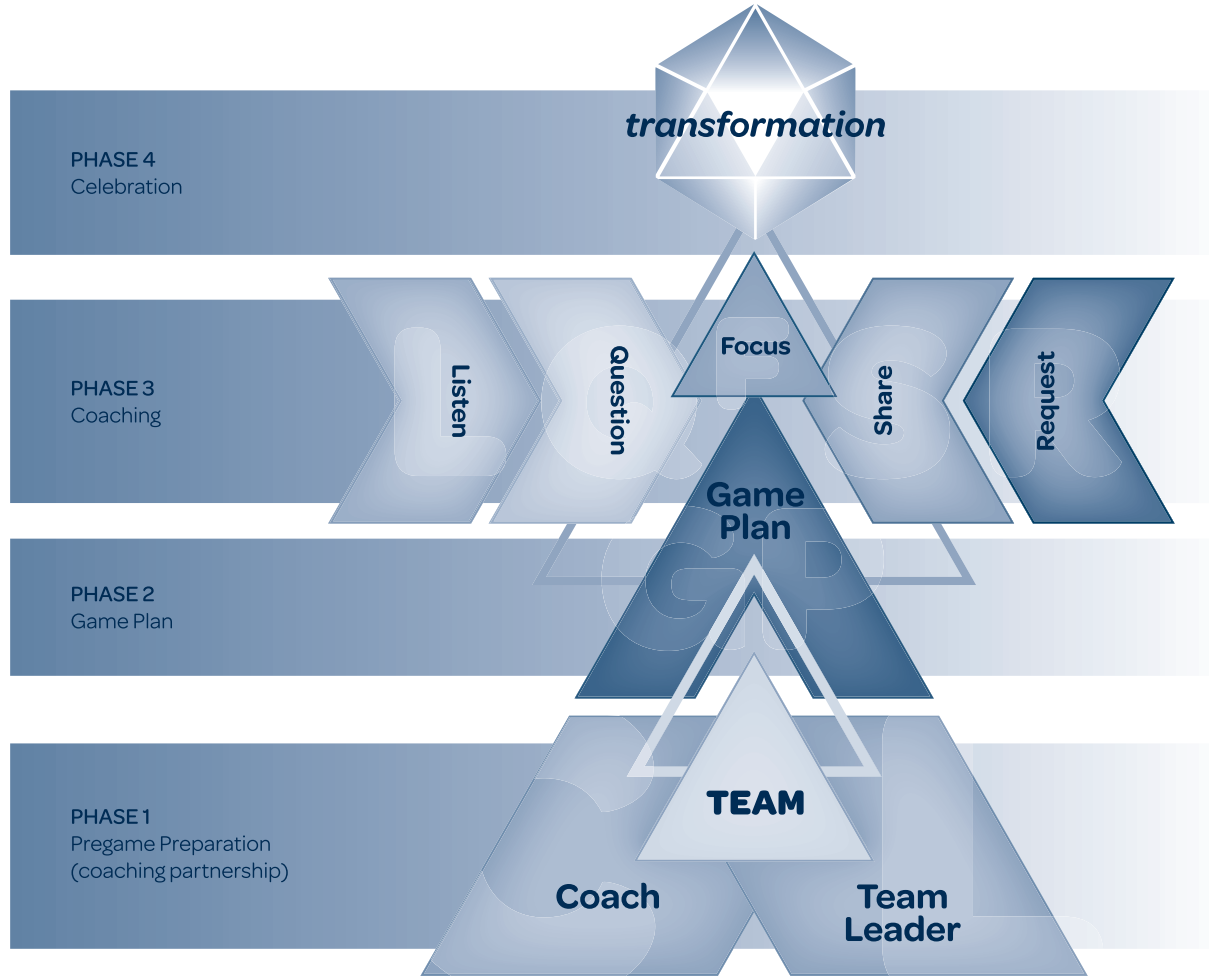 transformation
PHASE 4
Celebration
PHASE 3
Coaching
L
Listen
Q
Question
F
Focus
S
Share
R
Request
Game
Plan
GP
PHASE 2
Game Plan
PHASE 1
Pregame Preparation
(coaching partnership)
TEAM
C
Coach
L
Team
Leader